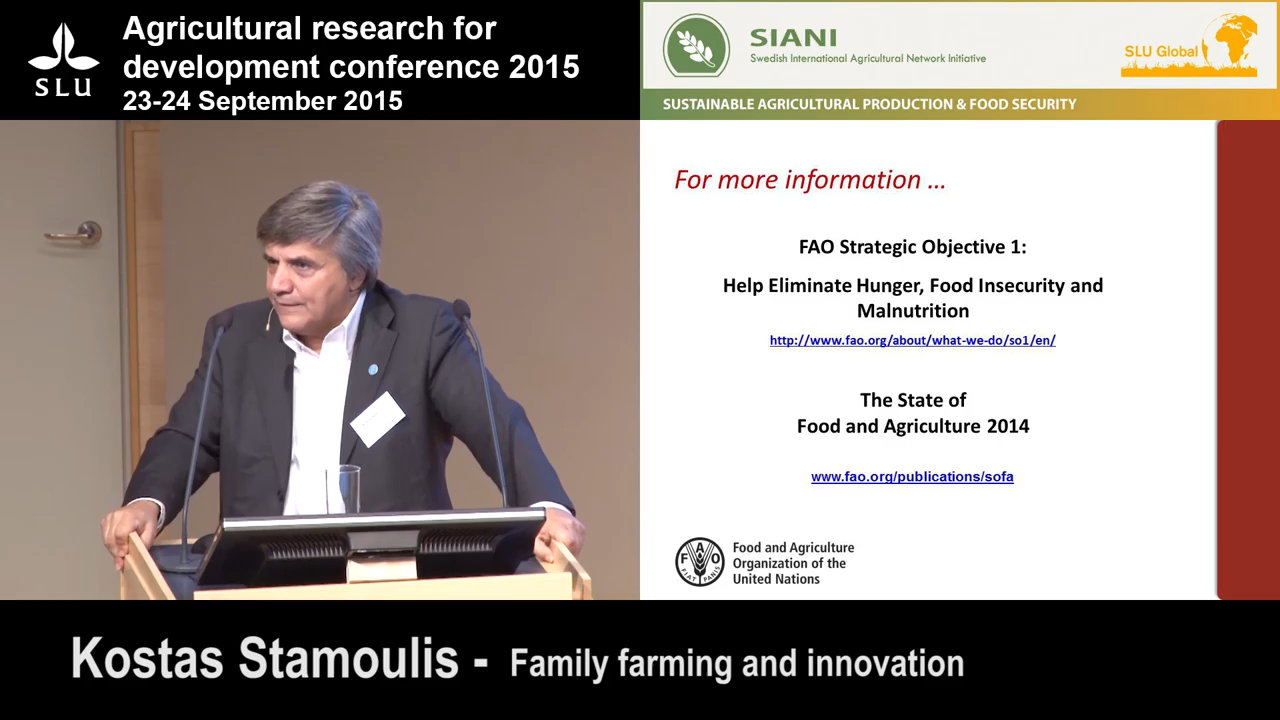 SLU
Agricultural research for
development conference 2015
23-24 September 2015
SIANI
Swedish International Agricultural Network Initiative
SLU Global
SUSTAINABLE AGRICULTURAL PRODUCTION & FOOD SECURITY
For more information ...
FAO Strategic Objective 1:
Help Eliminate Hunger, Food Insecurity and
Malnutrition
http://www.fao.org/about/what-we-do/so1/en/
The State of
Food and Agriculture 2014
www.fao.org/publications/sofa
FAO
FIAT PANIS
Food and Agriculture
Organization of the
United Nations
Kostas Stamoulis - Family farming and innovation